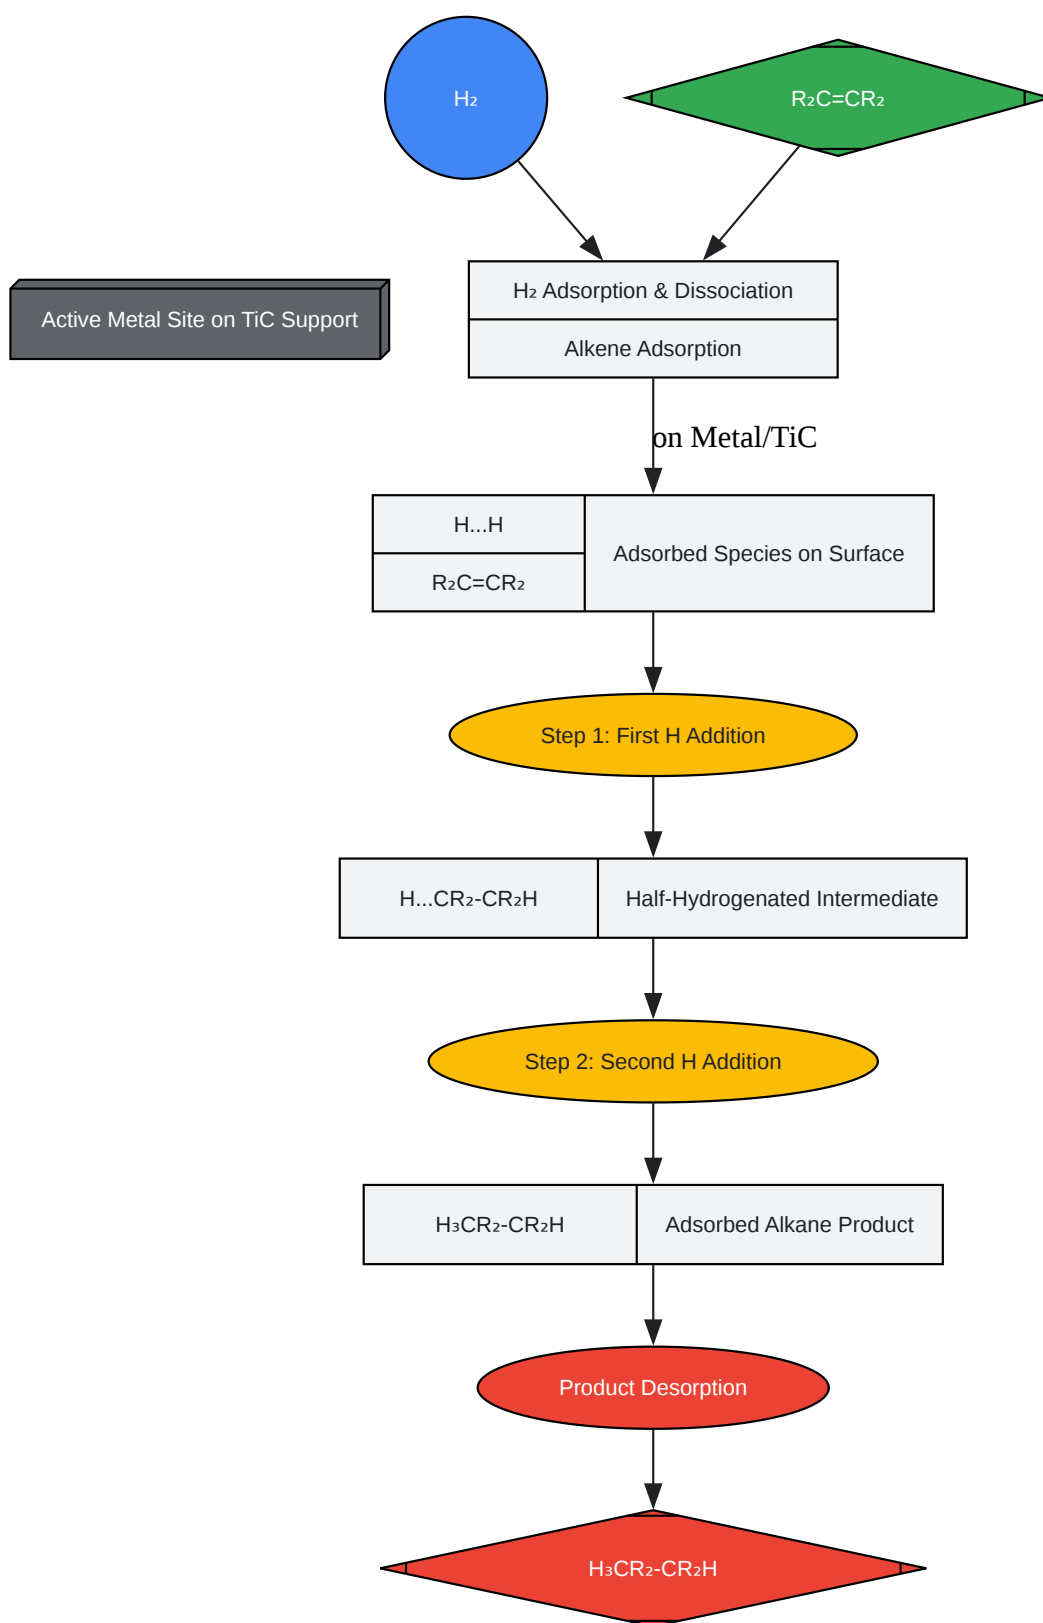 H₂
R₂C=CR₂
Active Metal Site on TiC Support
H₂ Adsorption & Dissociation
Alkene Adsorption
on Metal/TiC
H...H
R₂C=CR₂
Adsorbed Species on Surface
Step 1: First H Addition
H...CR₂-CR₂H
Half-Hydrogenated Intermediate
Step 2: Second H Addition
H₃CR₂-CR₂H
Adsorbed Alkane Product
Product Desorption
H₃CR₂-CR₂H